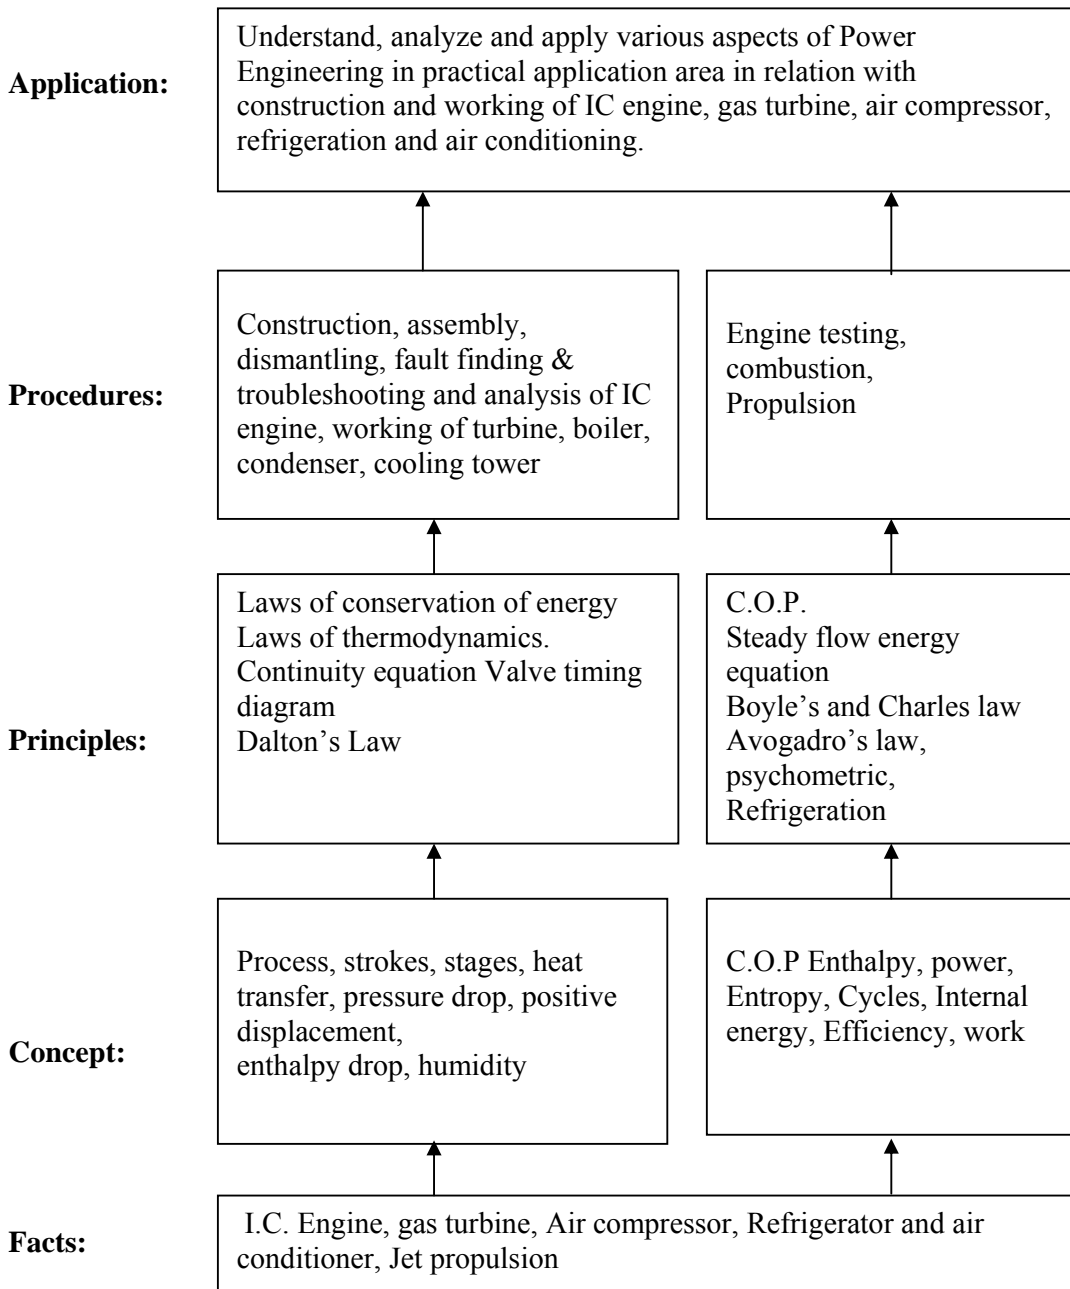 Application:
Understand, analyze and apply various aspects of Power
Engineering in practical application area in relation with
construction and working of IC engine, gas turbine, air compressor,
refrigeration and air conditioning.
Procedures:
Construction, assembly,
dismantling, fault finding &
troubleshooting and analysis of IC
engine, working of turbine, boiler,
condenser, cooling tower
Engine testing,
combustion,
Propulsion
Principles:
Laws of conservation of energy
Laws of thermodynamics.
Continuity equation Valve timing
diagram
Dalton’s Law
C.O.P.
Steady flow energy
equation
Boyle’s and Charles law
Avogadro’s law,
psychometric,
Refrigeration
Concept:
Process, strokes, stages, heat
transfer, pressure drop, positive
displacement,
enthalpy drop, humidity
C.O.P Enthalpy, power,
Entropy, Cycles, Internal
energy, Efficiency, work
Facts:
I.C. Engine, gas turbine, Air compressor, Refrigerator and air
conditioner, Jet propulsion